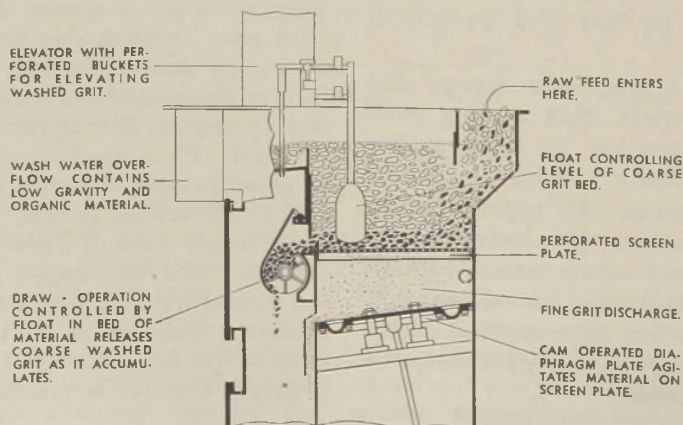 ELEVATOR WITH PER-
FORATED BUCKETS
FOR ELEVATING
WASHED GRIT.
WASH WATER OVER-
FLOW CONTAINS
LOW GRAVITY AND
ORGANIC MATERIAL.
DRAW - OPERATION
CONTROLLED BY
FLOAT IN BED OF
MATERIAL RELEASES
COARSE WASHED
GRIT AS IT ACCUMU-
LATES.
RAW FEED ENTERS
HERE.
FLOAT CONTROLLING
LEVEL OF COARSE
GRIT BED.
PERFORATED SCREEN
PLATE.
FINE GRIT DISCHARGE.
CAM OPERATED DIA-
PHRAGM PLATE AGI-
TATES MATERIAL ON
SCREEN PLATE.